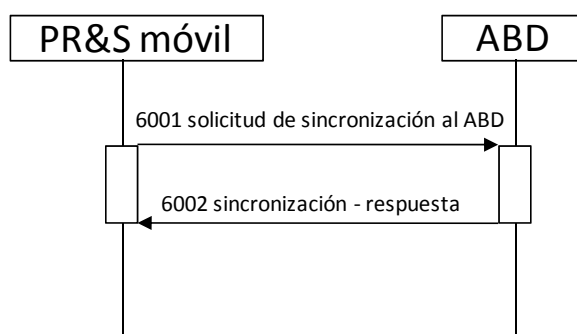 PR&S móvil
ABD
6001 solicitud de sincronización al ABD
6002 sincronización - respuesta